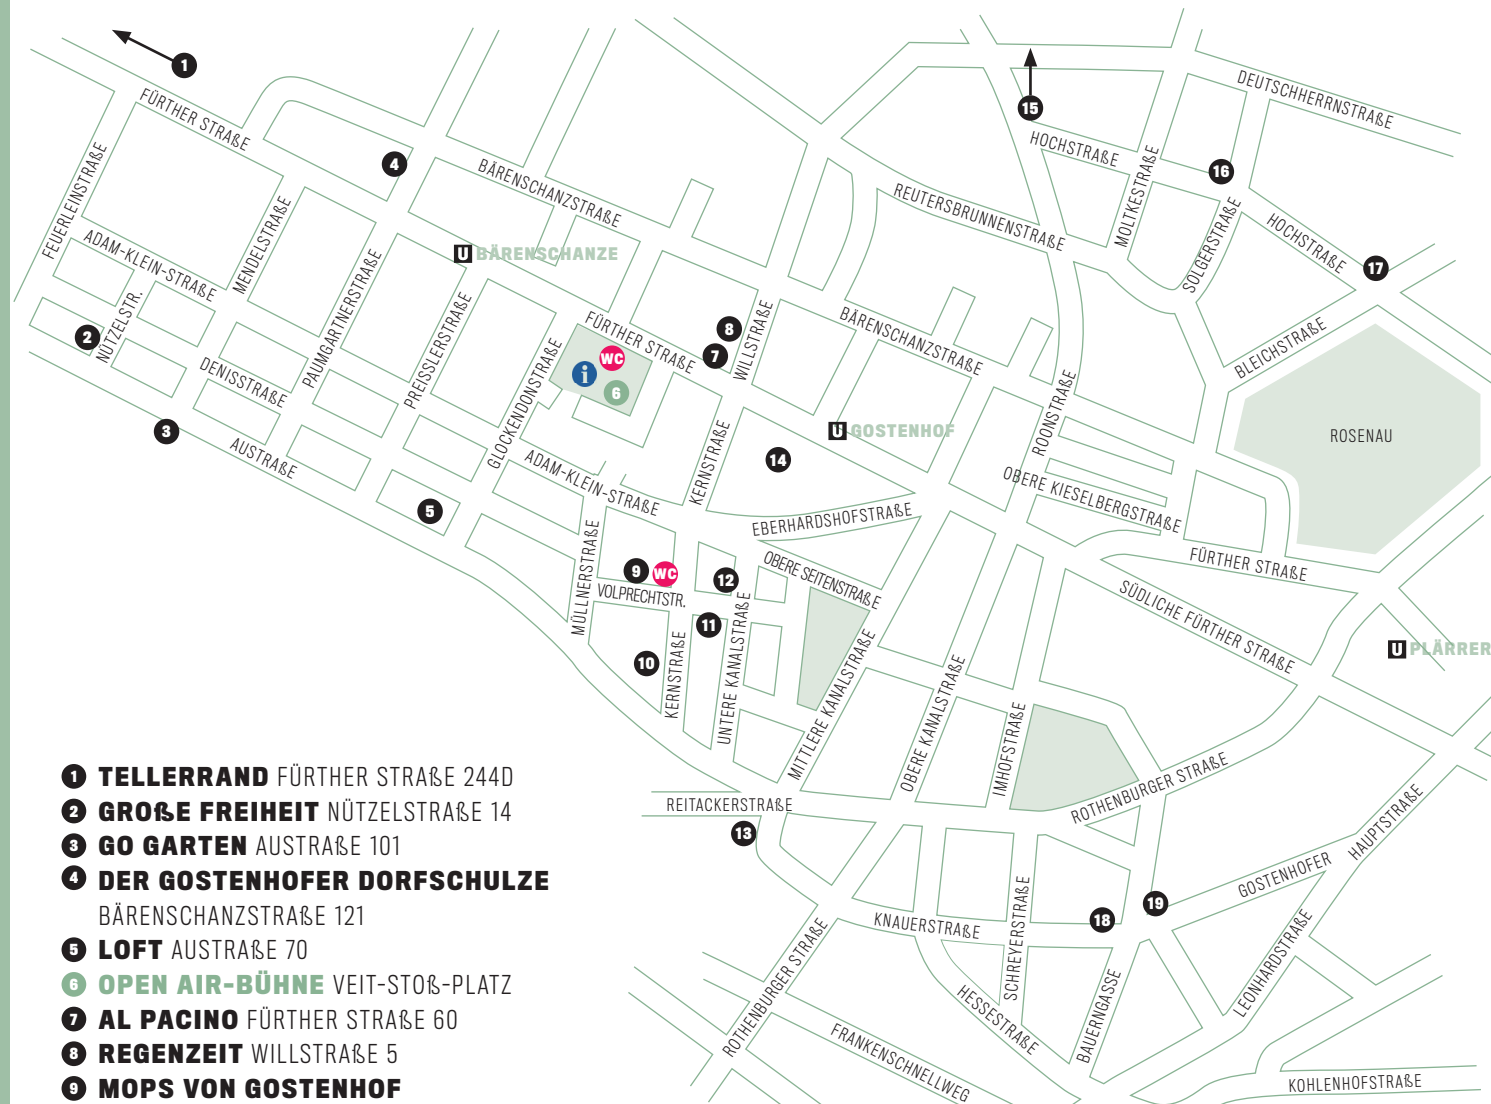 1
FÜRTHER STRAßE
15
DEUTSCHHERRNSTRAßE
HOCHSTRAßE
4
BÄRENSCHANZSTRAßE
16
MOLTKESTRAßE
REUTERSBRUNNENSTRAßE
SOLGERSTRAßE
HOCHSTRAßE
17
FEUERLEINSTRAßE
ADAM-KLEIN-STRAßE
MENDELSTRAßE
U BÄRENSCHANZE
PAUMGARTNERSTRAßE
PREISSLERSTRAßE
2
NÜTZELSTR.
DENISSTRAßE
GLOCKENDONSTRAßE
FÜRTHER STRAßE
WC
i
6
8
7
WILLSTRAßE
BÄRENSCHANZSTRAßE
BLEICHSTRAßE
ROSENAU
3
AUSTRAßE
5
ADAM-KLEIN-STRAßE
KERNSTRAßE
14
U GOSTENHOF
ROONSTRAßE
OBERE KIESELBERGSTRAßE
EBERHARDSHOFSTRAßE
FÜRTHER STRAßE
MÜLLNERSTRAßE
9
WC
VOLPRECHTSTR.
12
OBERE SEITENSTRAßE
SÜDLICHE FÜRTHER STRAßE
11
10
KERNSTRAßE
UNTERE KANALSTRAßE
MITTLERE KANALSTRAßE
OBERE KANALSTRAßE
IMHOFSTRAßE
U PLÄRRER
REITACKERSTRAßE
13
ROTHENBURGER STRAßE
GOSTENHOFER
HAUPTSTRAßE
KNAUERSTRAßE
18
19
SCHREYERSTRAßE
ROTHENBURGER STRAßE
HESSESTRAßE
BAUERNGASSE
LEONHARDSTRAßE
FRANKENSCHNELLWEG
KOHLENHOFSTRAßE
1 TELLERRAND FÜRTHER STRAßE 244D
2 GROßE FREIHEIT NÜTZELSTRAßE 14
3 GO GARTEN AUSTRAßE 101
4 DER GOSTENHOFER DORFSCHULZE
BÄRENSCHANZSTRAßE 121
5 LOFT AUSTRAßE 70
6 OPEN AIR-BÜHNE VEIT-STOß-PLATZ
7 AL PACINO FÜRTHER STRAßE 60
8 REGENZEIT WILLSTRAßE 5
9 MOPS VON GOSTENHOF